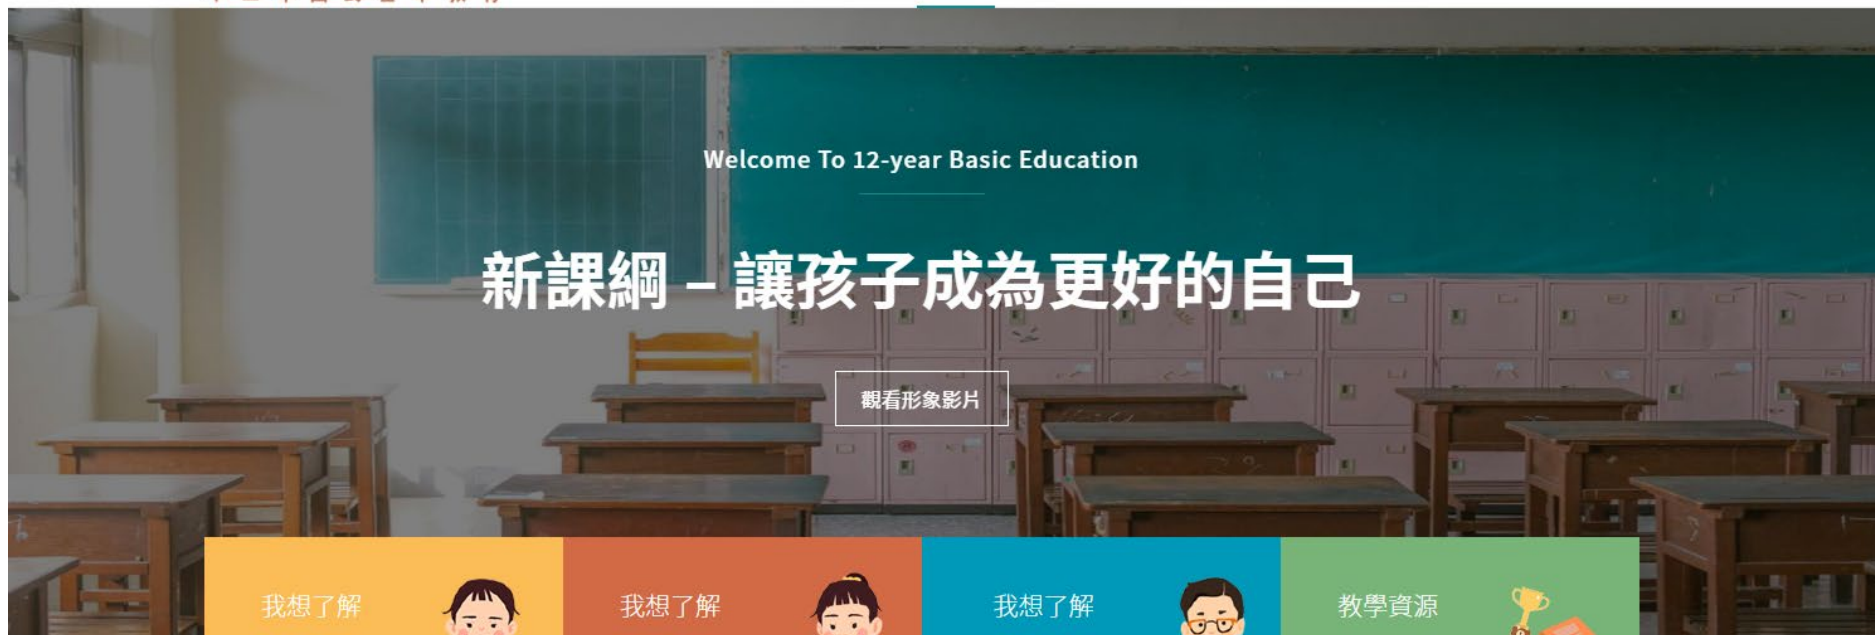 Welcome To 12-year Basic Education
新課綱 – 讓孩子成為更好的自己
觀看形象影片
我想了解
我想了解
我想了解
教學資源